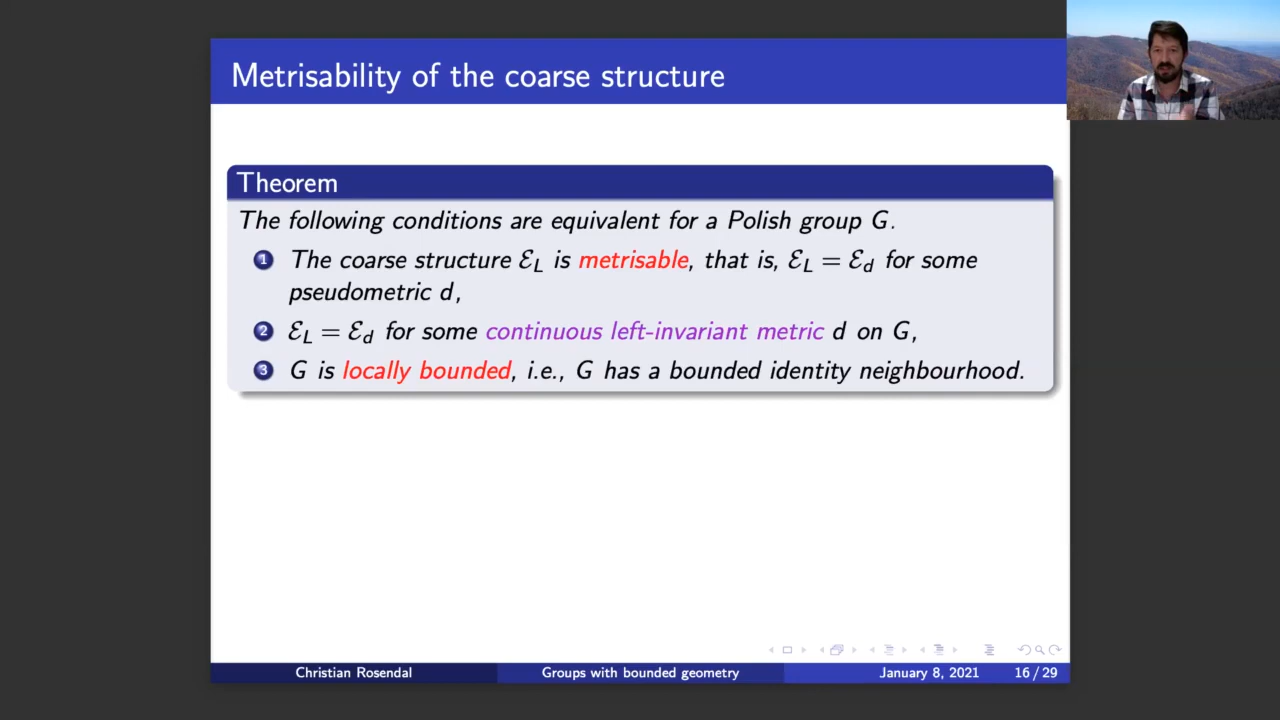 Metrisability of the coarse structure
Theorem
The following conditions are equivalent for a Polish group G.
1 The coarse structure ℰ_L is metrisable, that is, ℰ_L = ℰ_d for some
pseudometric d,
2 ℰ_L = ℰ_d for some continuous left-invariant metric d on G,
3 G is locally bounded, i.e., G has a bounded identity neighbourhood.
Christian Rosendal Groups with bounded geometry January 8, 2021 16 / 29